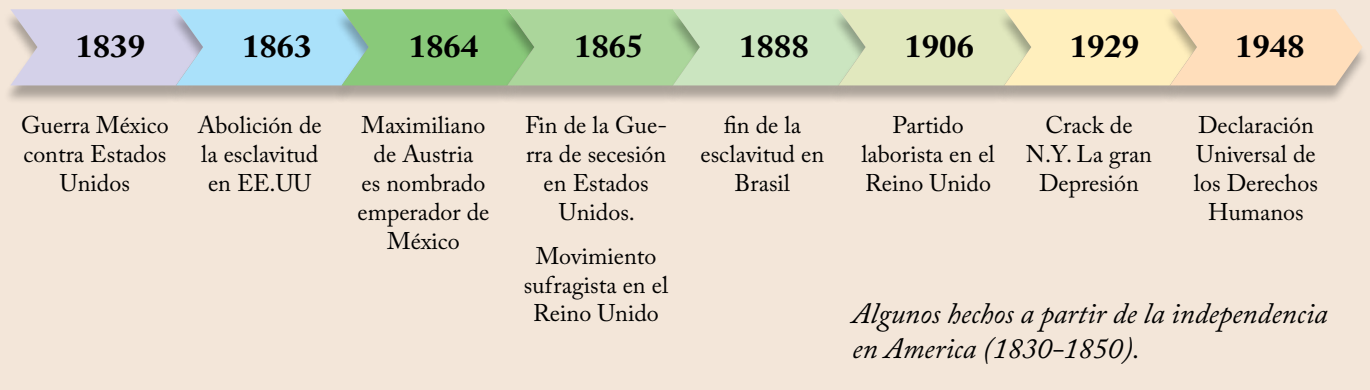 1839
1863
1864
1865
1888
1906
1929
1948
Guerra México
contra Estados
Unidos
Abolición de
la esclavitud
en EE.UU
Maximiliano
de Austria
es nombrado
emperador de
México
Fin de la Gue-
rra de secesión
en Estados
Unidos.
Movimiento
sufragista en el
Reino Unido
fin de la
esclavitud en
Brasil
Partido
laborista en el
Reino Unido
Crack de
N.Y. La gran
Depresión
Declaración
Universal de
los Derechos
Humanos
Algunos hechos a partir de la independencia
en America (1830-1850).